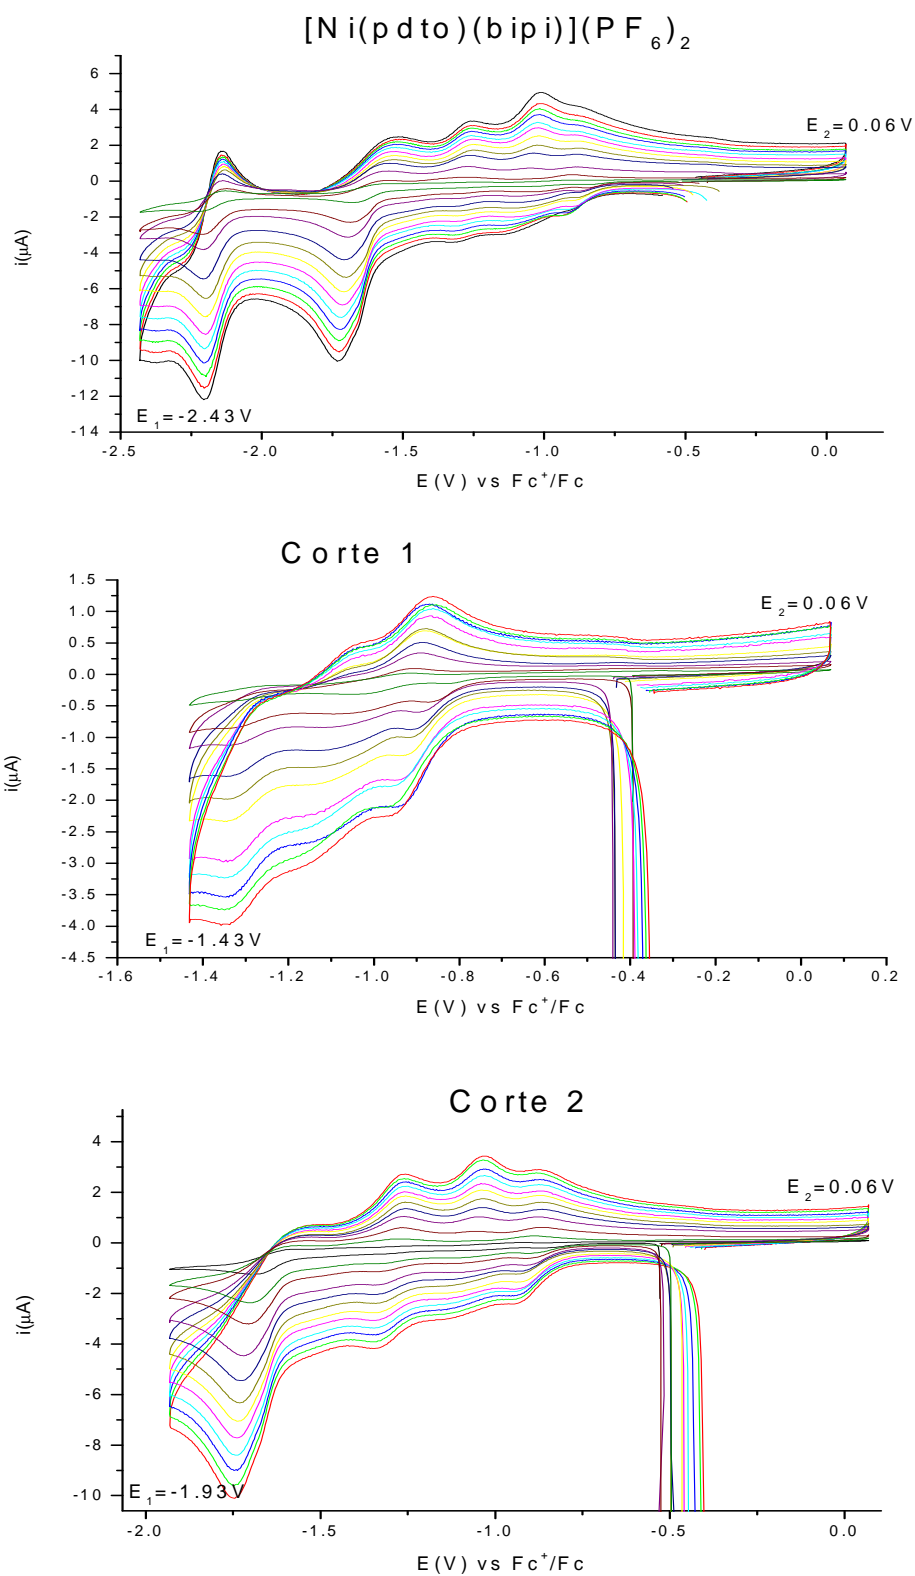 [Ni(pdto)(bipi)](PF₆)₂
6
4
2
0
-2
-4
-6
-8
-10
-12
-14
i(μA)
E₂=0.06V
E₁=-2.43V
-2.5 -2.0 -1.5 -1.0 -0.5 0.0
E(V) vs Fc⁺/Fc
Corte 1
1.5
1.0
0.5
0.0
-0.5
-1.0
-1.5
-2.0
-2.5
-3.0
-3.5
-4.0
-4.5
i(μA)
E₂=0.06V
E₁=-1.43V
-1.6 -1.4 -1.2 -1.0 -0.8 -0.6 -0.4 -0.2 0.0 0.2
E(V) vs Fc⁺/Fc
Corte 2
4
2
0
-2
-4
-6
-8
-10
i(μA)
E₂=0.06V
E₁=-1.93V
-2.0 -1.5 -1.0 -0.5 0.0
E(V) vs Fc⁺/Fc